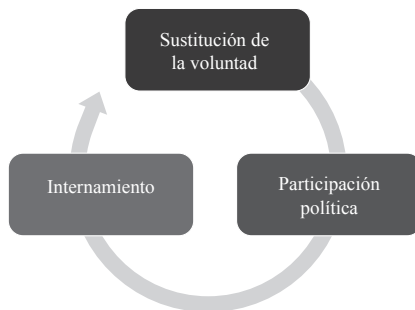 Sustitución de
la voluntad
Internamiento
Participación
política